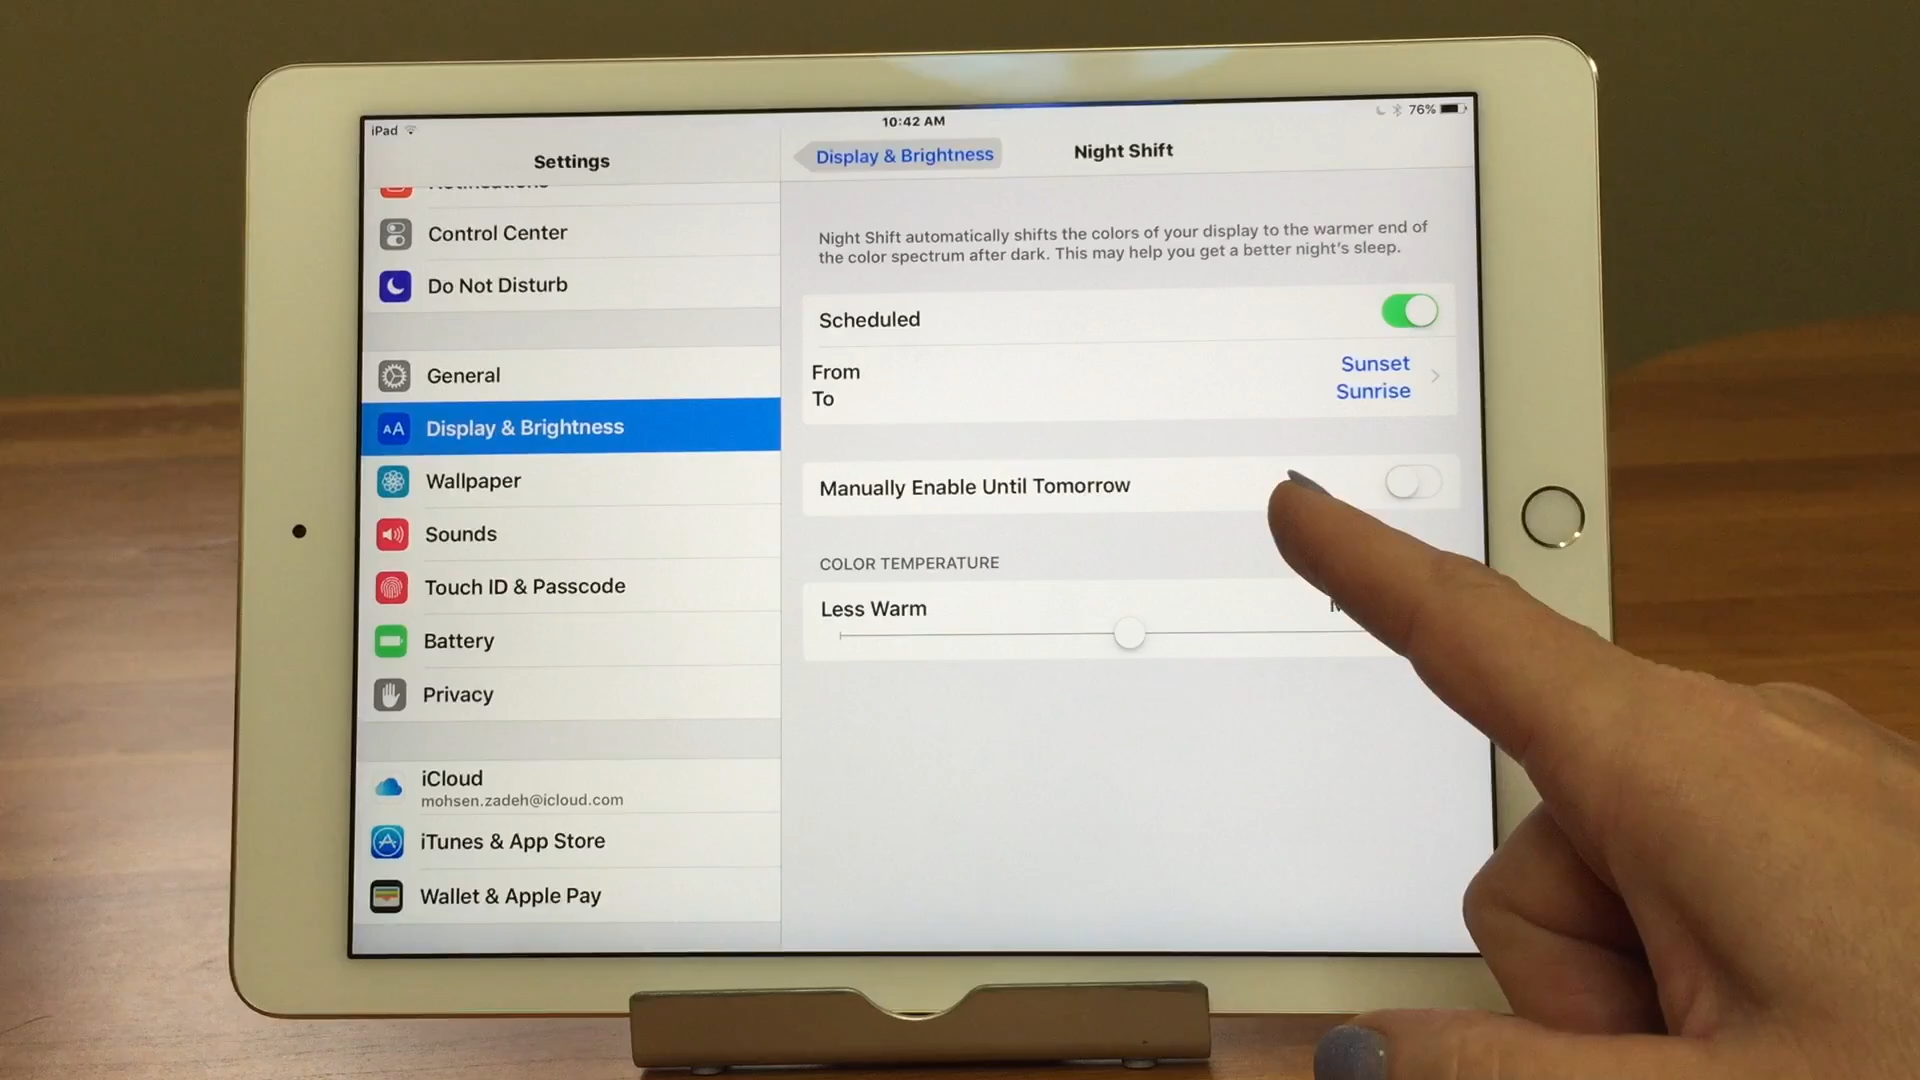 iPad
10:42 AM
76%
Settings
Display & Brightness
Night Shift
Notifications
Control Center
Do Not Disturb
General
AA
Display & Brightness
Wallpaper
Sounds
Touch ID & Passcode
Battery
Privacy
iCloud
mohsen.zadeh@icloud.com
iTunes & App Store
Wallet & Apple Pay
Night Shift automatically shifts the colors of your display to the warmer end of
the color spectrum after dark. This may help you get a better night's sleep.
Scheduled
From
Sunset
To
Sunrise
Manually Enable Until Tomorrow
COLOR TEMPERATURE
Less Warm